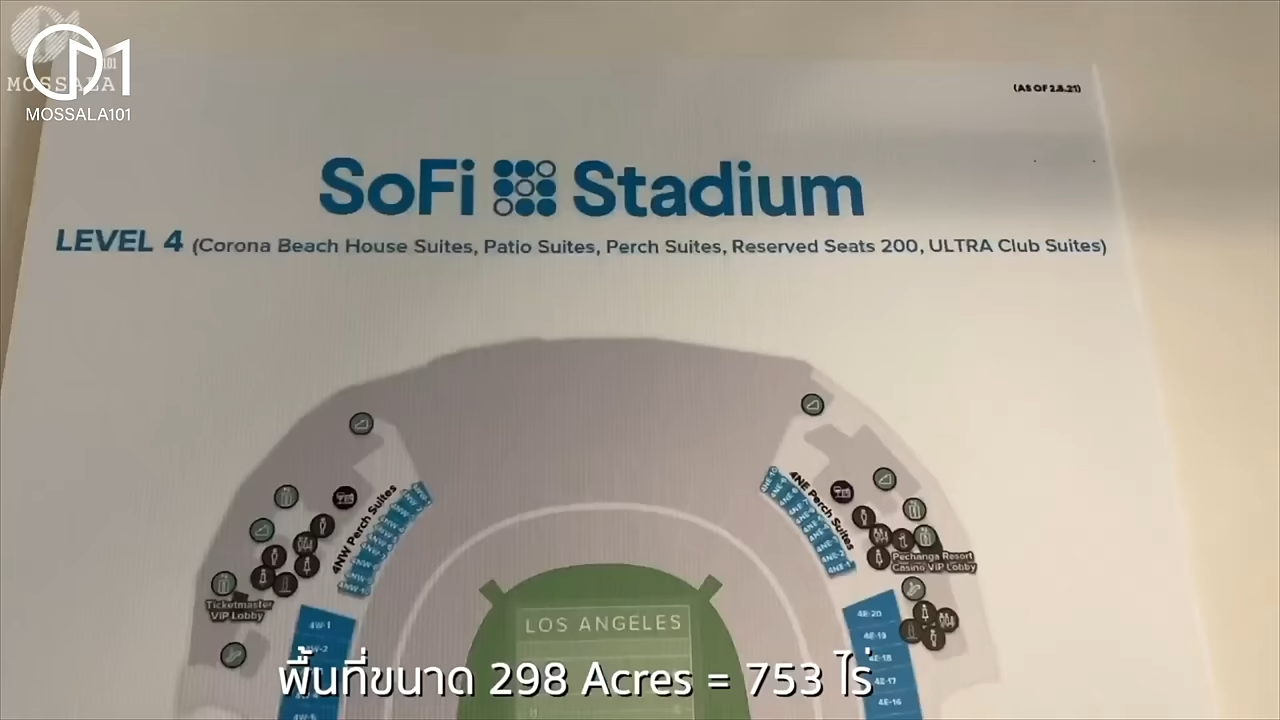 MOSSALA
101
MOSSALA101
(AS OF 2.8.21)
SoFi Stadium
LEVEL 4 (Corona Beach House Suites, Patio Suites, Perch Suites, Reserved Seats 200, ULTRA Club Suites)
4NW Perch Suites
4NE Perch Suites
Pechanga Resort
Casino VIP Lobby
Ticketmaster
VIP Lobby
LOS ANGELES
4W-1
W-2
4E-20
4E-19
4E-18
4E-17
4E-16
พื้นที่ขนาด 298 Acres = 753 ไร่